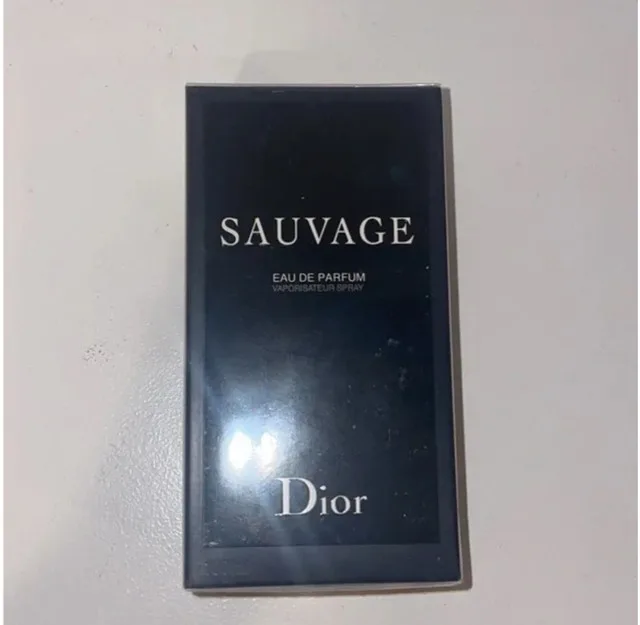 SAUVAGE
EAU DE PARFUM
VAPORISATEUR SPRAY
Dior